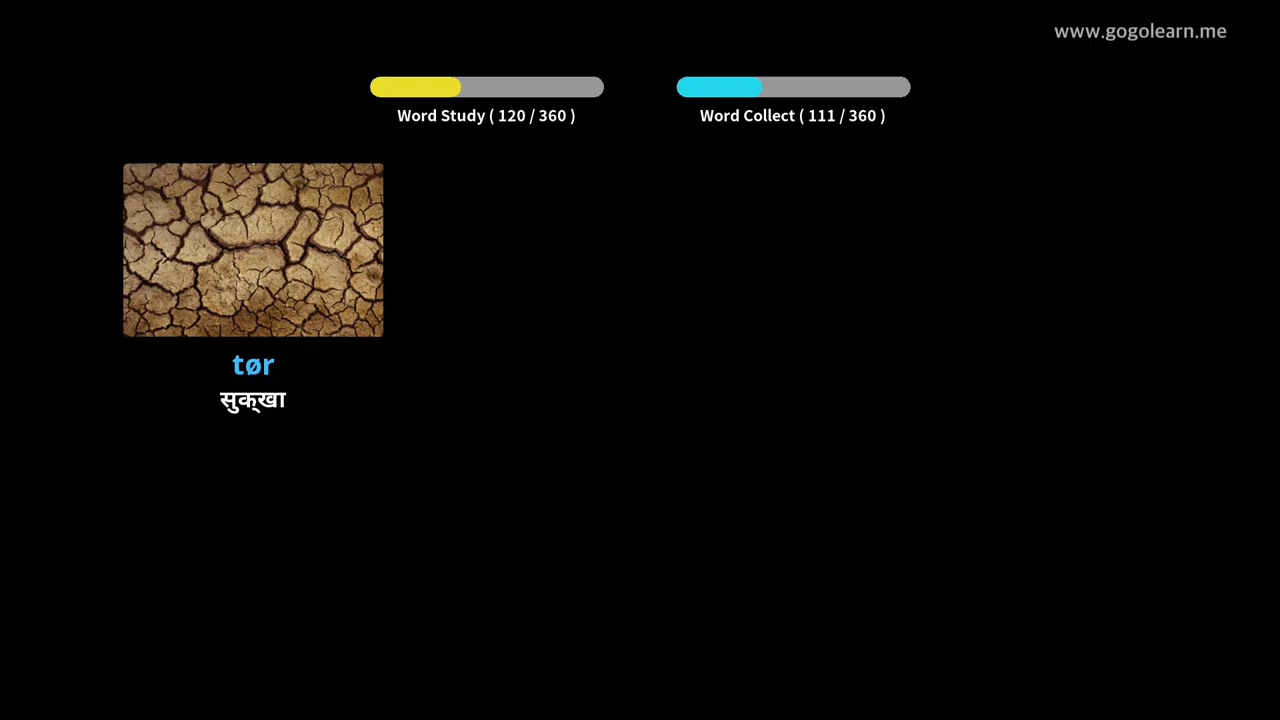 www.gogolearn.me
Word Study ( 120 / 360 )
Word Collect ( 111 / 360 )
tør
सुक्खा